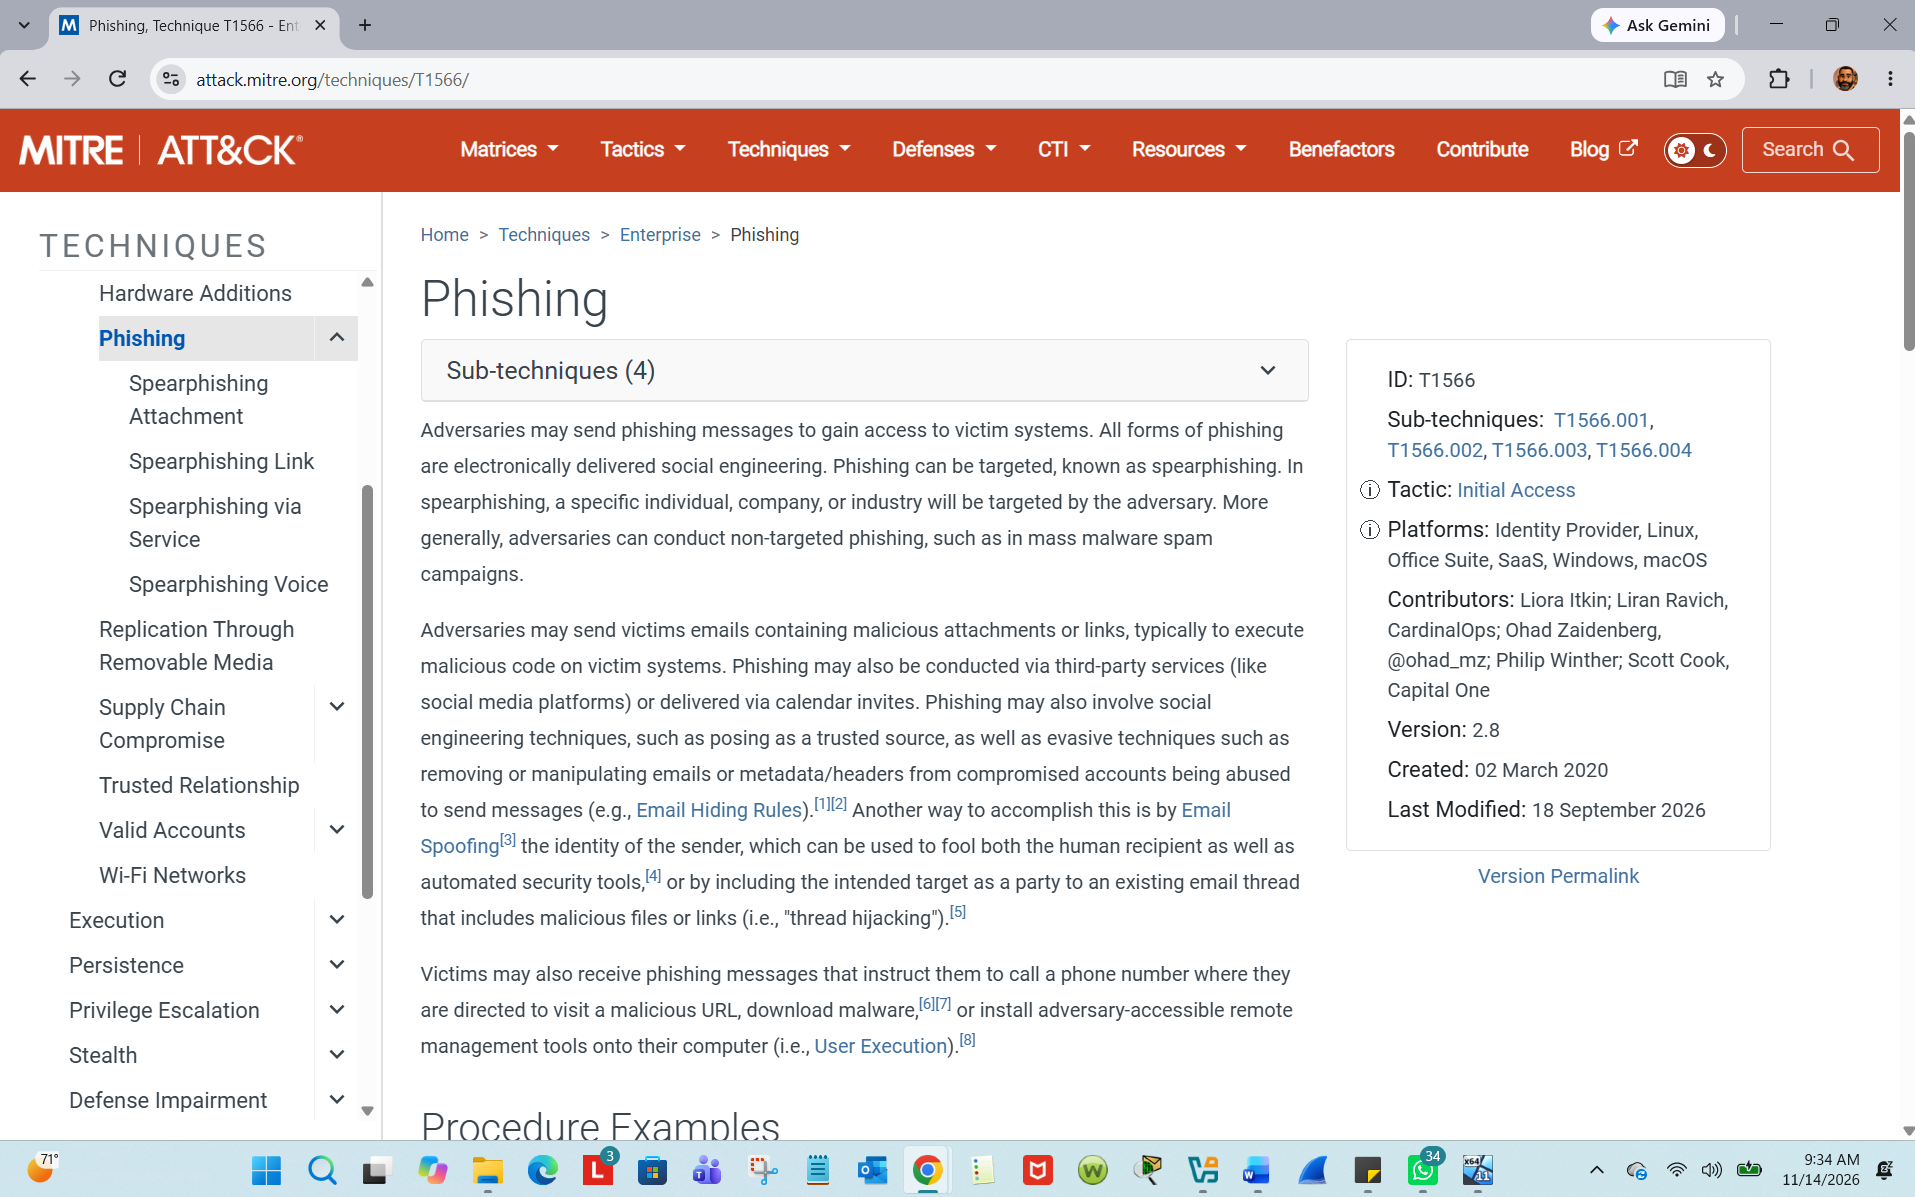 Phishing, Technique T1566 - Ent
Ask Gemini
attack.mitre.org/techniques/T1566/
MITRE | ATT&CK®
Matrices
Tactics
Techniques
Defenses
CTI
Resources
Benefactors
Contribute
Blog
Search
TECHNIQUES
Hardware Additions
Phishing
Spearphishing
Attachment
Spearphishing Link
Spearphishing via
Service
Spearphishing Voice
Replication Through
Removable Media
Supply Chain
Compromise
Trusted Relationship
Valid Accounts
Wi-Fi Networks
Execution
Persistence
Privilege Escalation
Stealth
Defense Impairment
Home > Techniques > Enterprise > Phishing
Phishing
Sub-techniques (4)
Adversaries may send phishing messages to gain access to victim systems. All forms of phishing
are electronically delivered social engineering. Phishing can be targeted, known as spearphishing. In
spearphishing, a specific individual, company, or industry will be targeted by the adversary. More
generally, adversaries can conduct non-targeted phishing, such as in mass malware spam
campaigns.
Adversaries may send victims emails containing malicious attachments or links, typically to execute
malicious code on victim systems. Phishing may also be conducted via third-party services (like
social media platforms) or delivered via calendar invites. Phishing may also involve social
engineering techniques, such as posing as a trusted source, as well as evasive techniques such as
removing or manipulating emails or metadata/headers from compromised accounts being abused
to send messages (e.g., Email Hiding Rules).[1][2] Another way to accomplish this is by Email
Spoofing[3] the identity of the sender, which can be used to fool both the human recipient as well as
automated security tools,[4] or by including the intended target as a party to an existing email thread
that includes malicious files or links (i.e., "thread hijacking").[5]
Victims may also receive phishing messages that instruct them to call a phone number where they
are directed to visit a malicious URL, download malware,[6][7] or install adversary-accessible remote
management tools onto their computer (i.e., User Execution).[8]
Procedure Examples
ID: T1566
Sub-techniques: T1566.001,
T1566.002, T1566.003, T1566.004
Tactic: Initial Access
Platforms: Identity Provider, Linux,
Office Suite, SaaS, Windows, macOS
Contributors: Liora Itkin; Liran Ravich,
CardinalOps; Ohad Zaidenberg,
@ohad_mz; Philip Winther; Scott Cook,
Capital One
Version: 2.8
Created: 02 March 2020
Last Modified: 18 September 2026
Version Permalink
71°
3
34
9:34 AM
11/14/2026